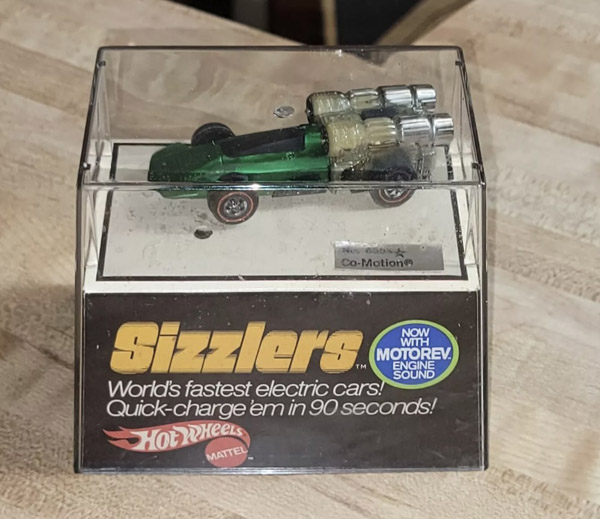 Co-Motion®
Sizzlers™
NOW
WITH
MOTOREV
ENGINE
SOUND
World's fastest electric cars!
Quick-charge 'em in 90 seconds!
Hot Wheels
MATTEL